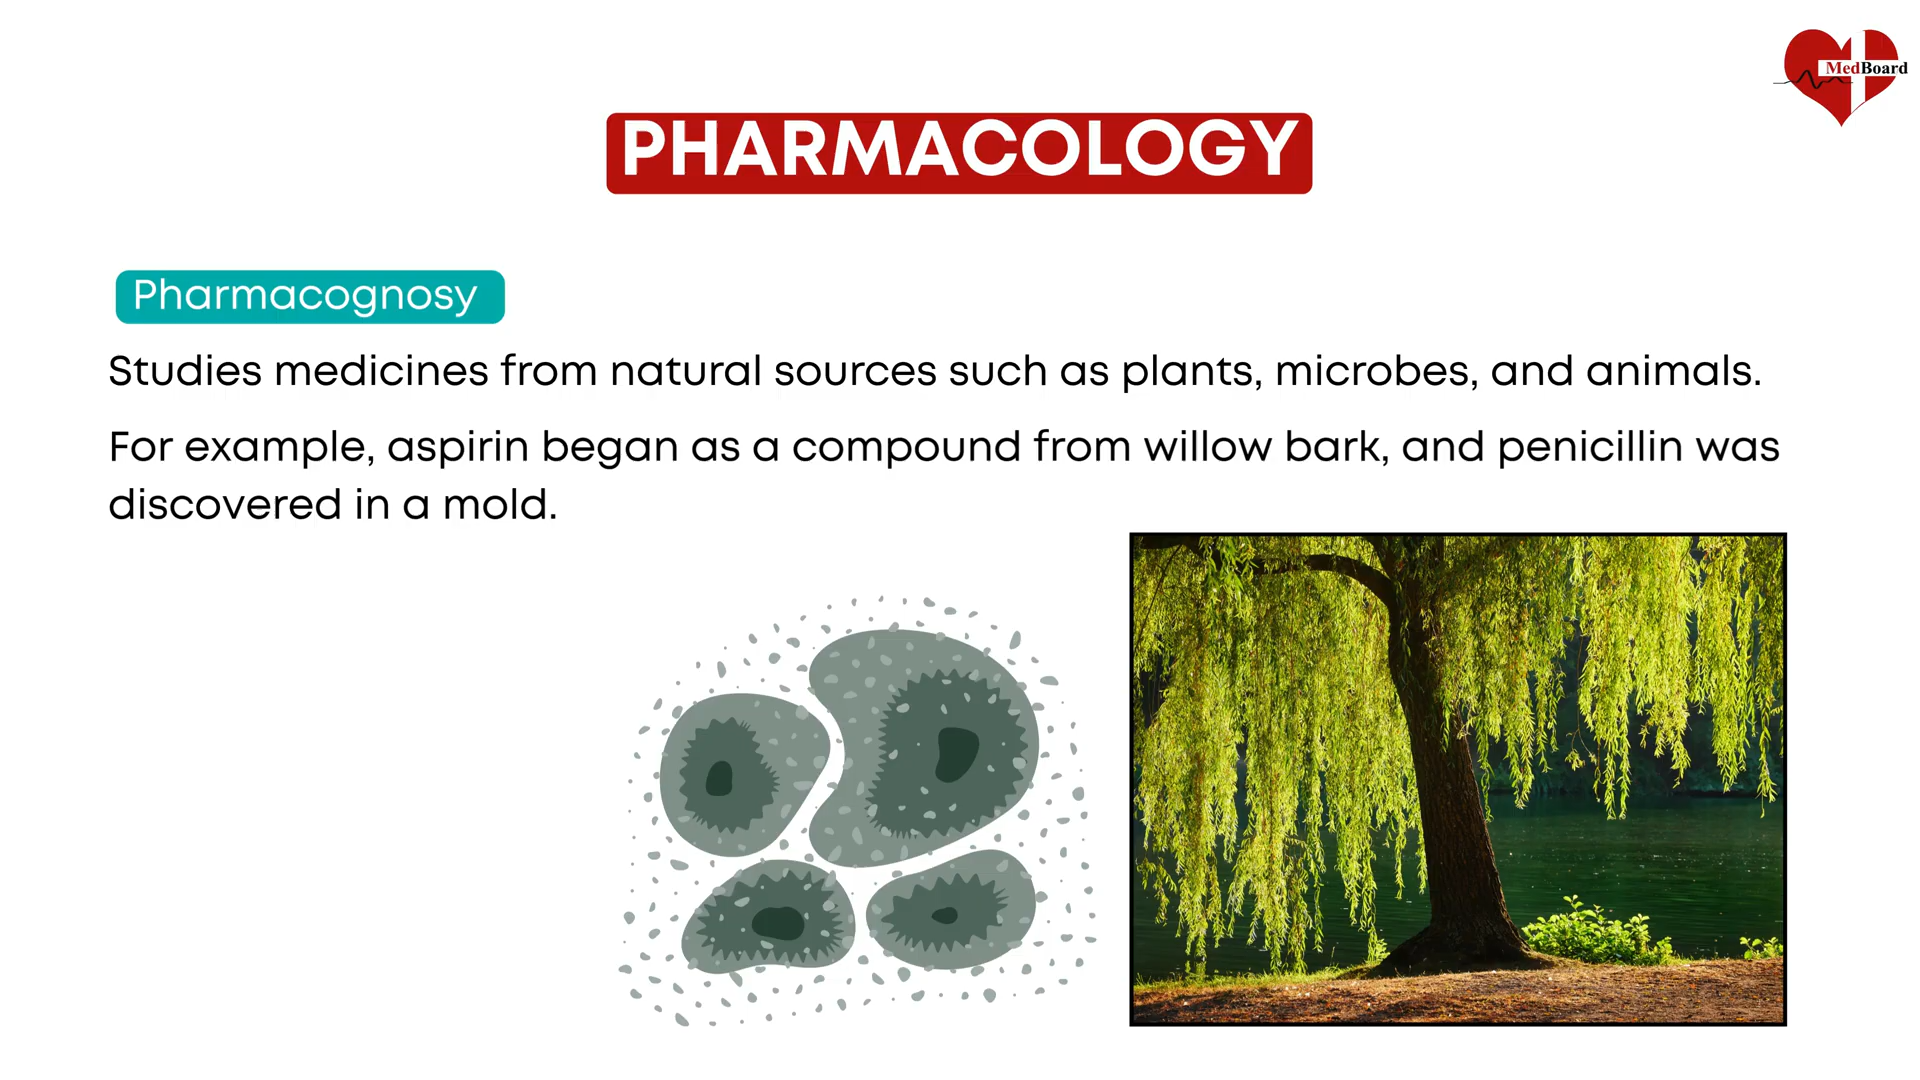 MedBoard
PHARMACOLOGY
Pharmacognosy
Studies medicines from natural sources such as plants, microbes, and animals.
For example, aspirin began as a compound from willow bark, and penicillin was
discovered in a mold.